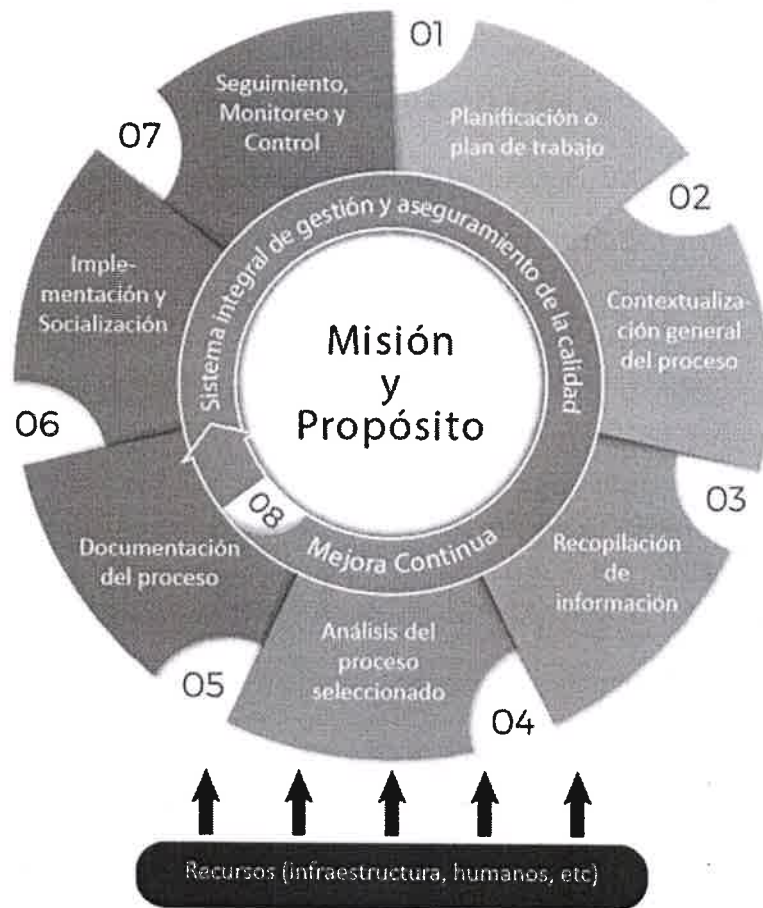 01
Planificación o
plan de trabajo
02
Contextualiza-
ción general
del proceso
03
Recopilación
de
información
04
Análisis del
proceso
seleccionado
05
Documentación
del proceso
06
Imple-
mentación y
Socialización
07
Seguimiento,
Monitoreo y
Control
Sistema integral de gestión y aseguramiento de la calidad
08
Mejora Continua
Misión
y
Propósito
Recursos (infraestructura, humanos, etc)